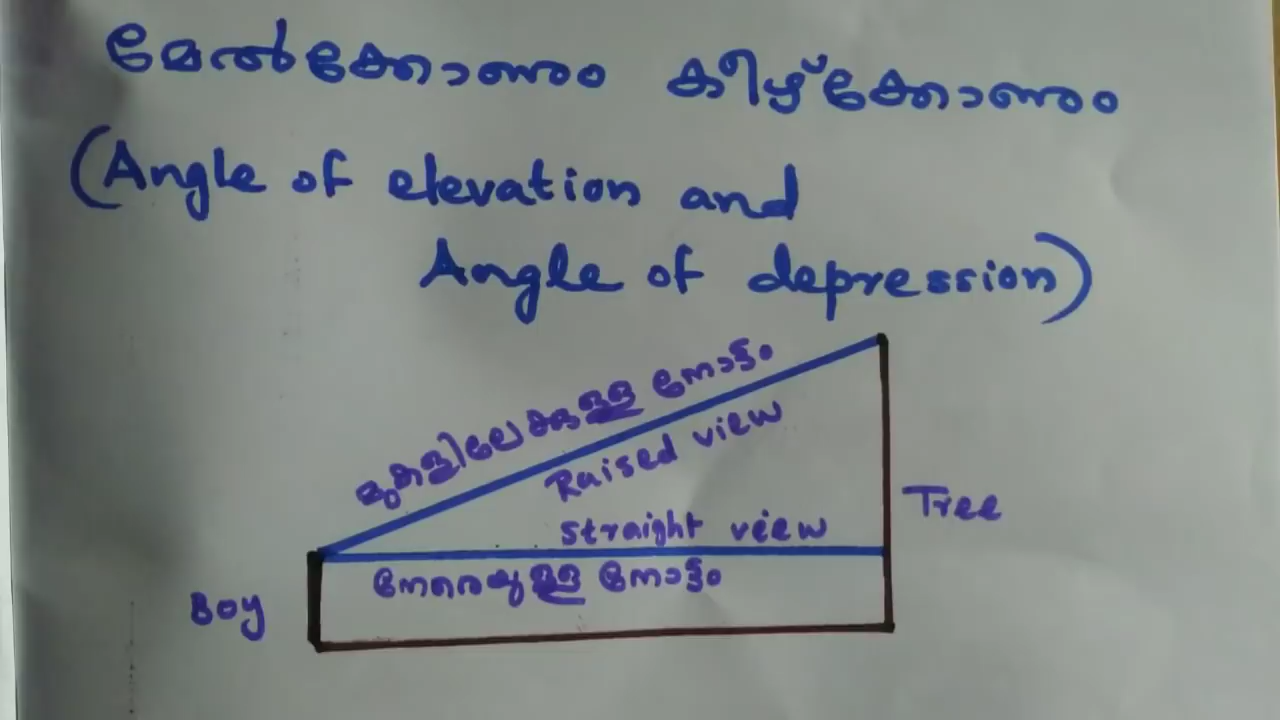 മേൽക്കോണും കീഴ്ക്കോണും
(Angle of elevation and
Angle of depression)
മുകളിലേക്കുള്ള നോട്ടം
Raised view
straight view
നേരെയുള്ള നോട്ടം
Tree
Boy